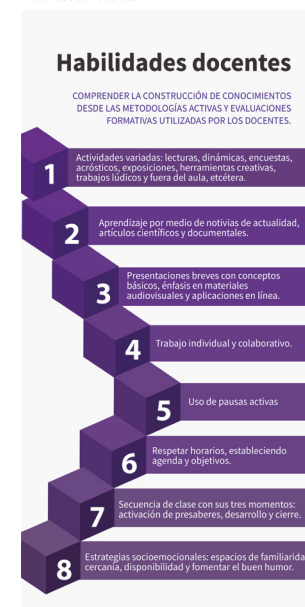 Habilidades docentes
COMPRENDER LA CONSTRUCCIÓN DE CONOCIMIENTOS
DESDE LAS METODOLOGÍAS ACTIVAS Y EVALUACIONES
FORMATIVAS UTILIZADAS POR LOS DOCENTES.
1
Actividades variadas: lecturas, dinámicas, encuestas,
acrósticos, exposiciones, herramientas creativas,
trabajos lúdicos y fuera del aula, etcétera.
2
Aprendizaje por medio de notivias de actualidad,
artículos científicos y documentales.
3
Presentaciones breves con conceptos
básicos, énfasis en materiales
audiovisuales y aplicaciones en línea.
4
Trabajo individual y colaborativo.
5
Uso de pausas activas
6
Respetar horarios, estableciendo
agenda y objetivos.
7
Secuencia de clase con sus tres momentos:
activación de presaberes, desarrollo y cierre.
8
Estrategias socioemocionales: espacios de familiarida
cercanía, disponibilidad y fomentar el buen humor.